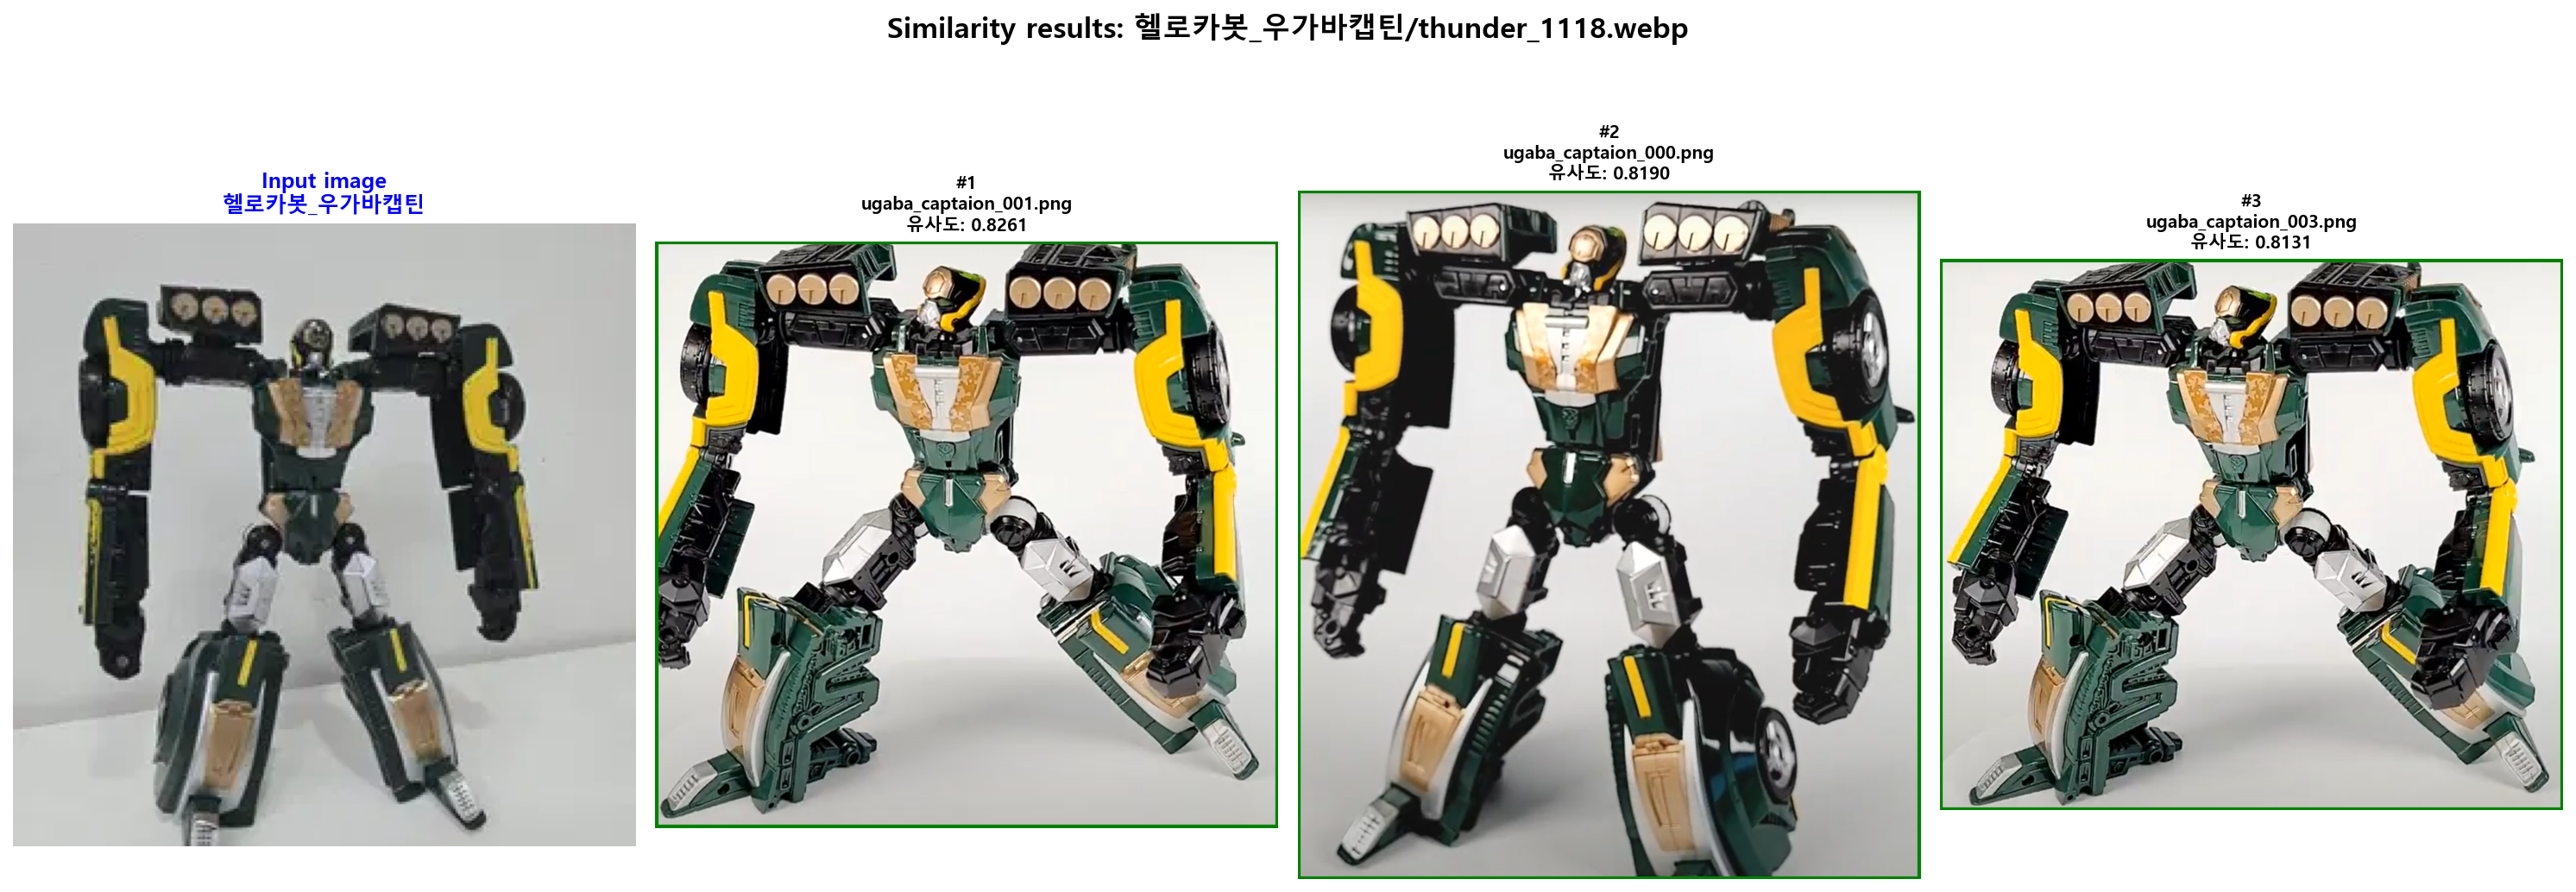 Similarity results: 헬로카봇_우가바캡틴/thunder_1118.webp
Input image
헬로카봇_우가바캡틴
#1
ugaba_captaion_001.png
유사도: 0.8261
#2
ugaba_captaion_000.png
유사도: 0.8190
#3
ugaba_captaion_003.png
유사도: 0.8131